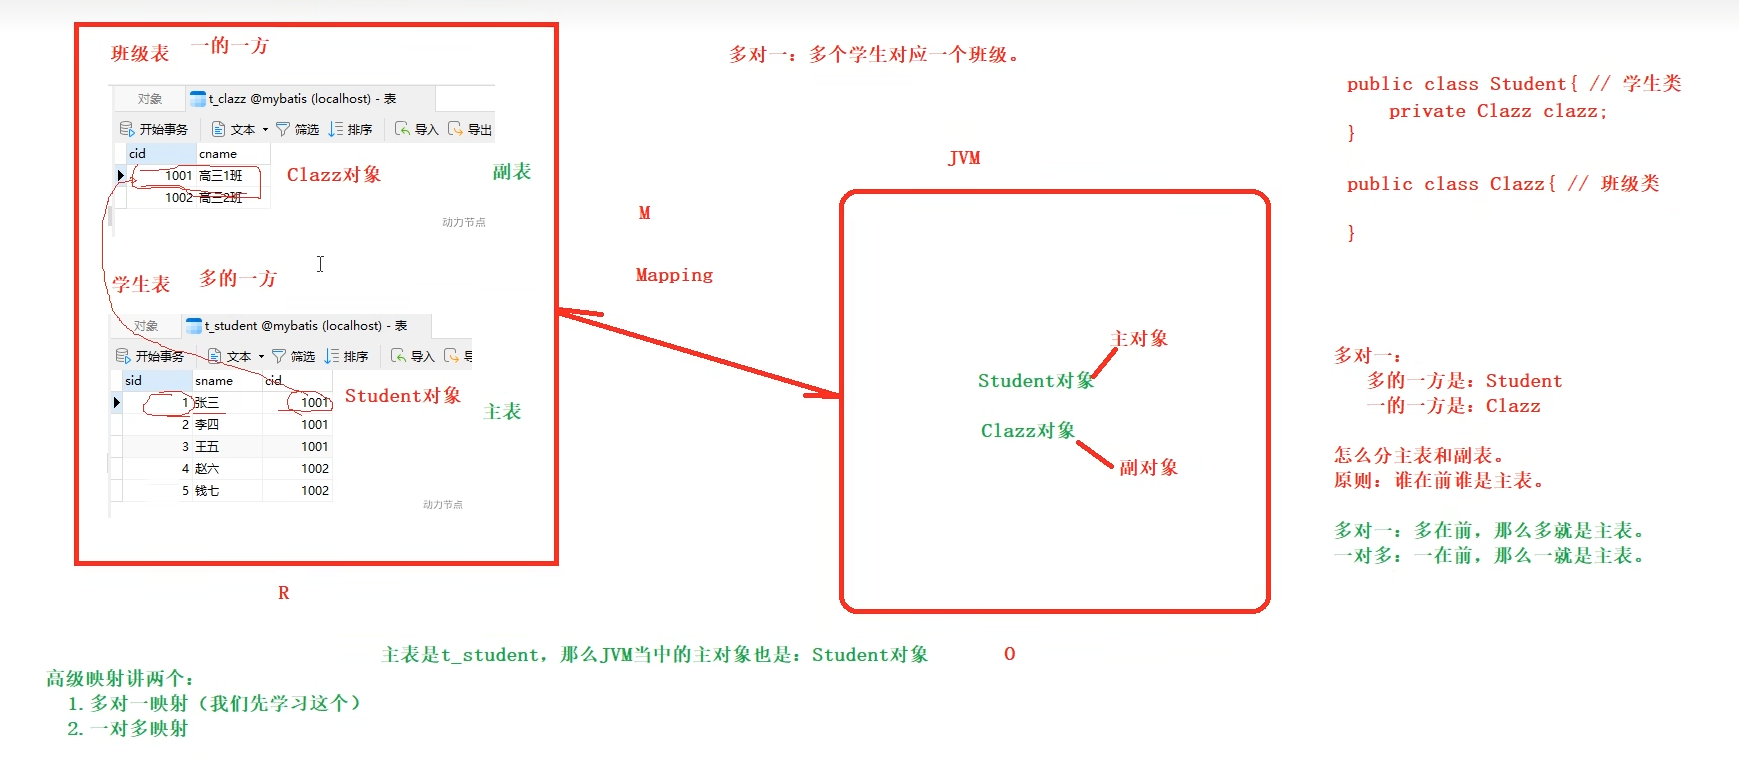 班级表 一的一方
对象 t_clazz @mybatis (localhost) - 表
开始事务 文本 筛选 排序 导入 导出
cid cname
1001 高三1班
1002 高三2班
Clazz对象
副表
动力节点
学生表 多的一方
对象 t_student @mybatis (localhost) - 表
开始事务 文本 筛选 排序 导入 导
sid sname cid
1 张三 1001
2 李四 1001
3 王五 1001
4 赵六 1002
5 钱七 1002
Student对象
主表
动力节点
R
多对一：多个学生对应一个班级。
M
Mapping
JVM
主对象
Student对象
Clazz对象
副对象
O
public class Student{ // 学生类
private Clazz clazz;
}
public class Clazz{ // 班级类
}
多对一：
多的一方是：Student
一的一方是：Clazz
怎么分主表和副表。
原则：谁在前谁是主表。
多对一：多在前，那么多就是主表。
一对多：一在前，那么一就是主表。
主表是t_student，那么JVM当中的主对象也是：Student对象
高级映射讲两个：
1.多对一映射（我们先学习这个）
2.一对多映射